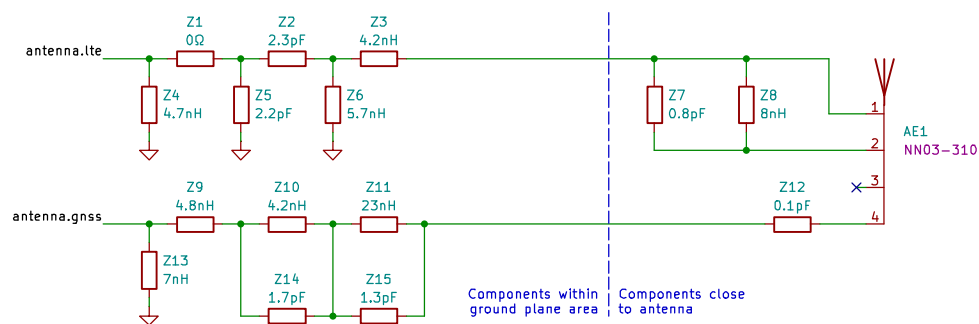 Z1
0Ω
Z2
2.3pF
Z3
4.2nH
antenna.lte
Z4
4.7nH
Z5
2.2pF
Z6
5.7nH
Z7
0.8pF
Z8
8nH
1
AE1
NN03-310
2
3
4
Z9
4.8nH
Z10
4.2nH
Z11
23nH
Z12
0.1pF
antenna.gnss
Z13
7nH
Z14
1.7pF
Z15
1.3pF
Components within
ground plane area
Components close
to antenna